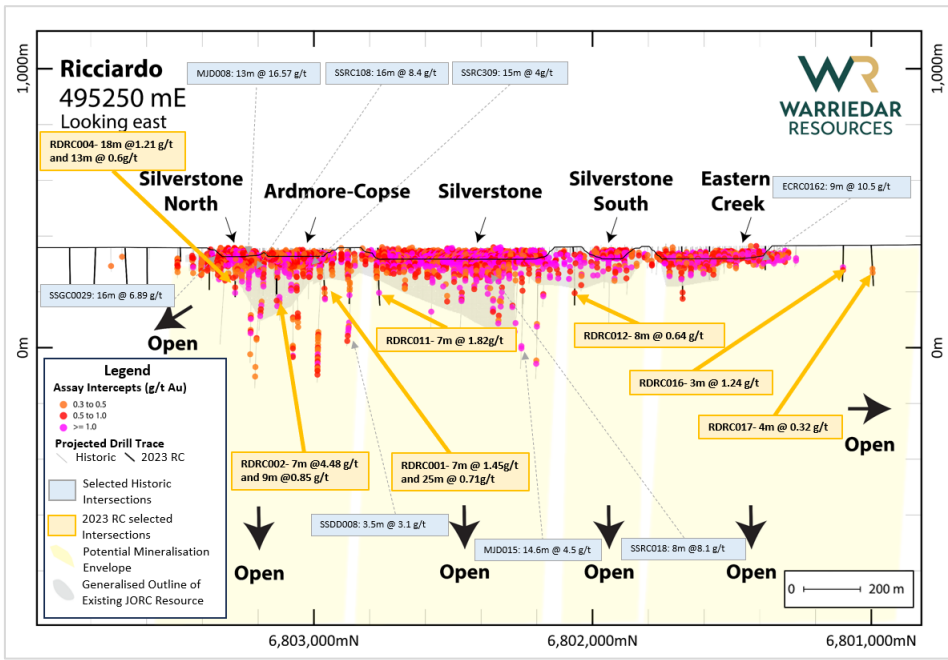 1,000m
1,000m
Ricciardo
495250 mE
Looking east
MJD008: 13m @ 16.57 g/t
SSRC108: 16m @ 8.4 g/t
SSRC309: 15m @ 4g/t
WR
WARRIEDAR
RESOURCES
RDRC004- 18m @1.21 g/t
and 13m @ 0.6g/t
Silverstone
North
Ardmore-Copse
Silverstone
Silverstone
South
Eastern
Creek
ECRC0162: 9m @ 10.5 g/t
SSGC0029: 16m @ 6.89 g/t
Open
0m
0m
RDRC011- 7m @ 1.82g/t
RDRC012- 8m @ 0.64 g/t
RDRC016- 3m @ 1.24 g/t
RDRC017- 4m @ 0.32 g/t
Open
Legend
Assay Intercepts (g/t Au)
0.3 to 0.5
0.5 to 1.0
>= 1.0
Projected Drill Trace
Historic
2023 RC
Selected Historic
Intersections
2023 RC selected
Intersections
Potential Mineralisation
Envelope
Generalised Outline of
Existing JORC Resource
RDRC002- 7m @4.48 g/t
and 9m @0.85 g/t
RDRC001- 7m @ 1.45g/t
and 25m @ 0.71g/t
SSDD008: 3.5m @ 3.1 g/t
MJD015: 14.6m @ 4.5 g/t
SSRC018: 8m @8.1 g/t
Open
Open
Open
Open
0
200 m
6,803,000mN
6,802,000mN
6,801,000mN